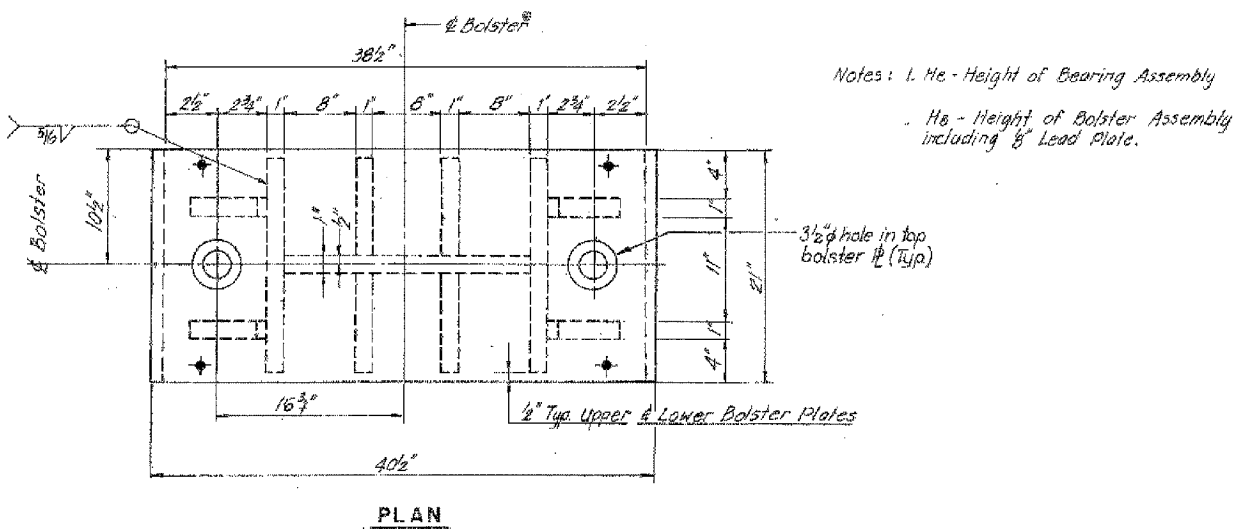 ℄ Bolster
38½"
2½" 2¾" 1" 8" 1" 1" 8" 1" 2¾" 2½"
5/16
℄ Bolster
10½"
1"
½"
4"
1"
11"
1"
4"
21"
3½"ϕ hole in top
bolster ℙ (Typ)
16¾"
½" Typ. Upper & Lower Bolster Plates
40½"
PLAN
Notes: 1. He - Height of Bearing Assembly
He - Height of Bolster Assembly
including ⅛" Lead Plate.